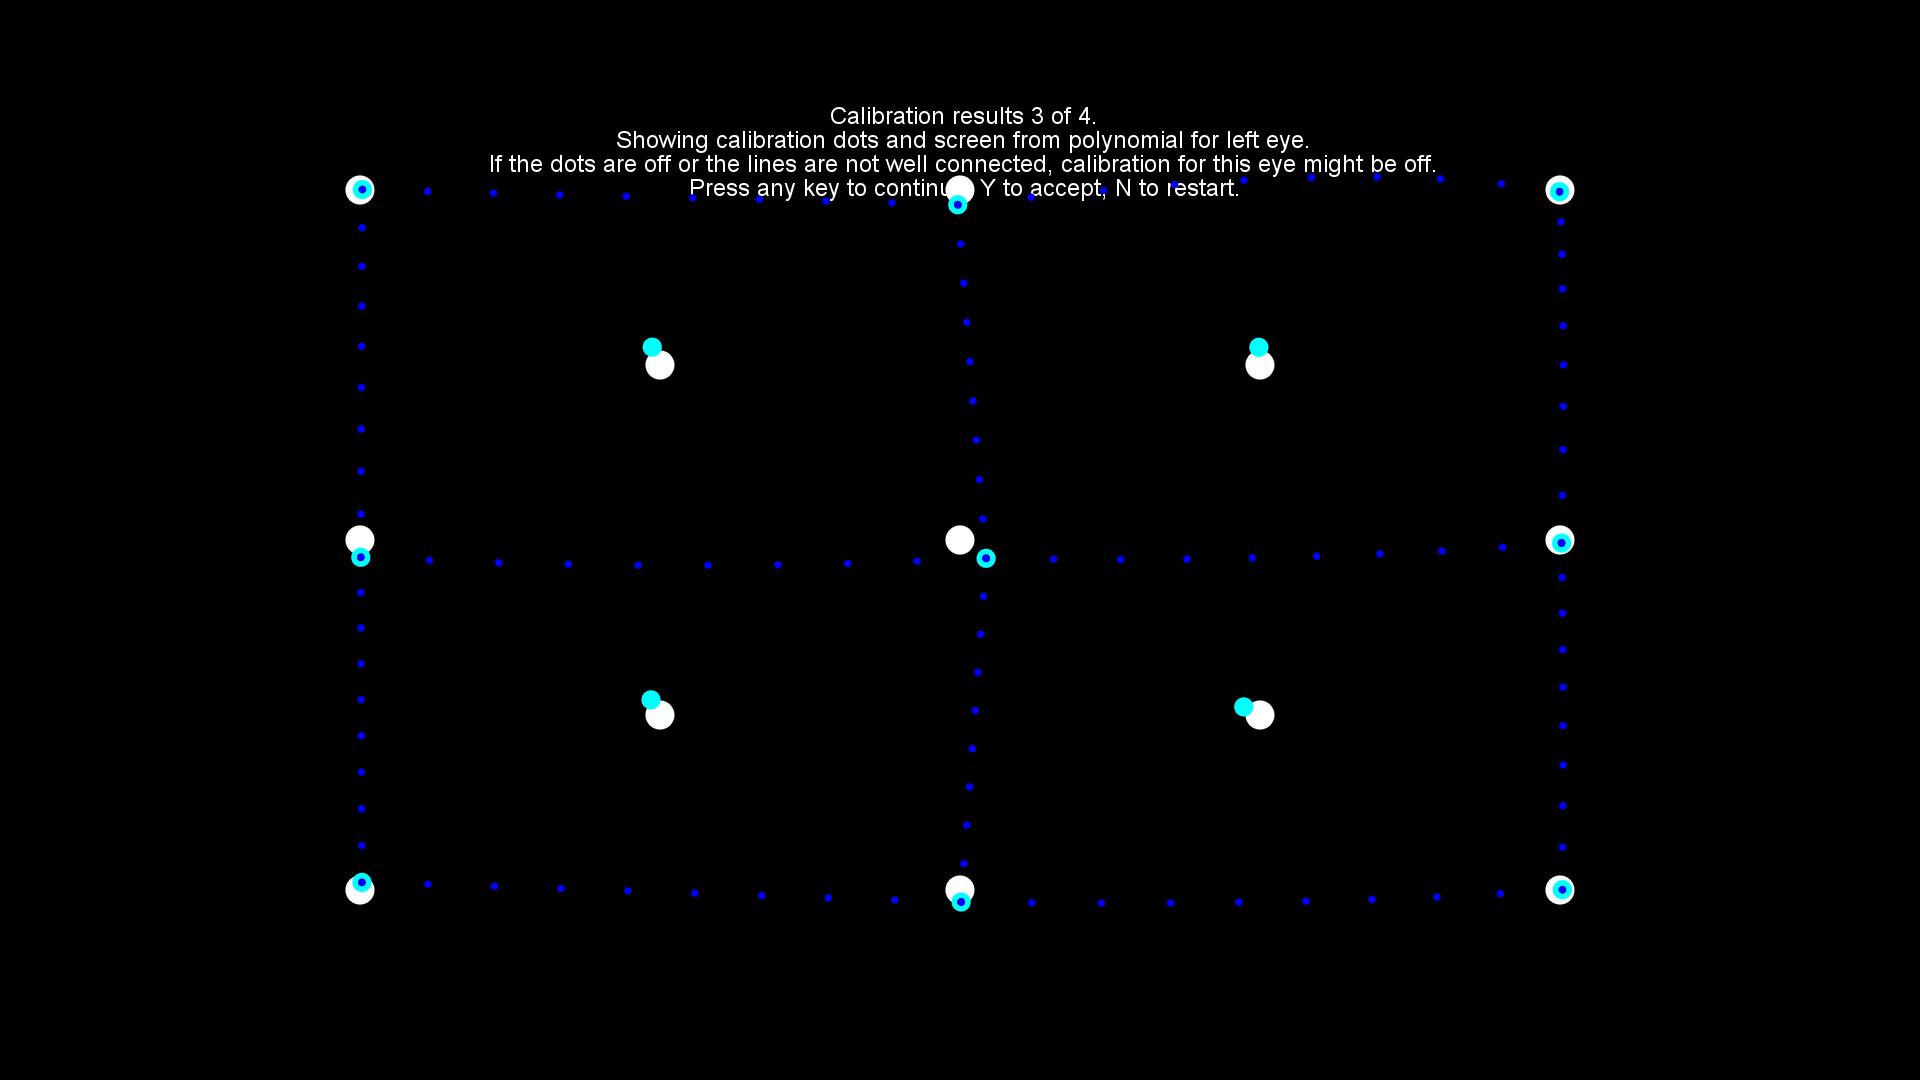 Calibration results 3 of 4.
Showing calibration dots and screen from polynomial for left eye.
If the dots are off or the lines are not well connected, calibration for this eye might be off.
Press any key to continue, Y to accept, N to restart.